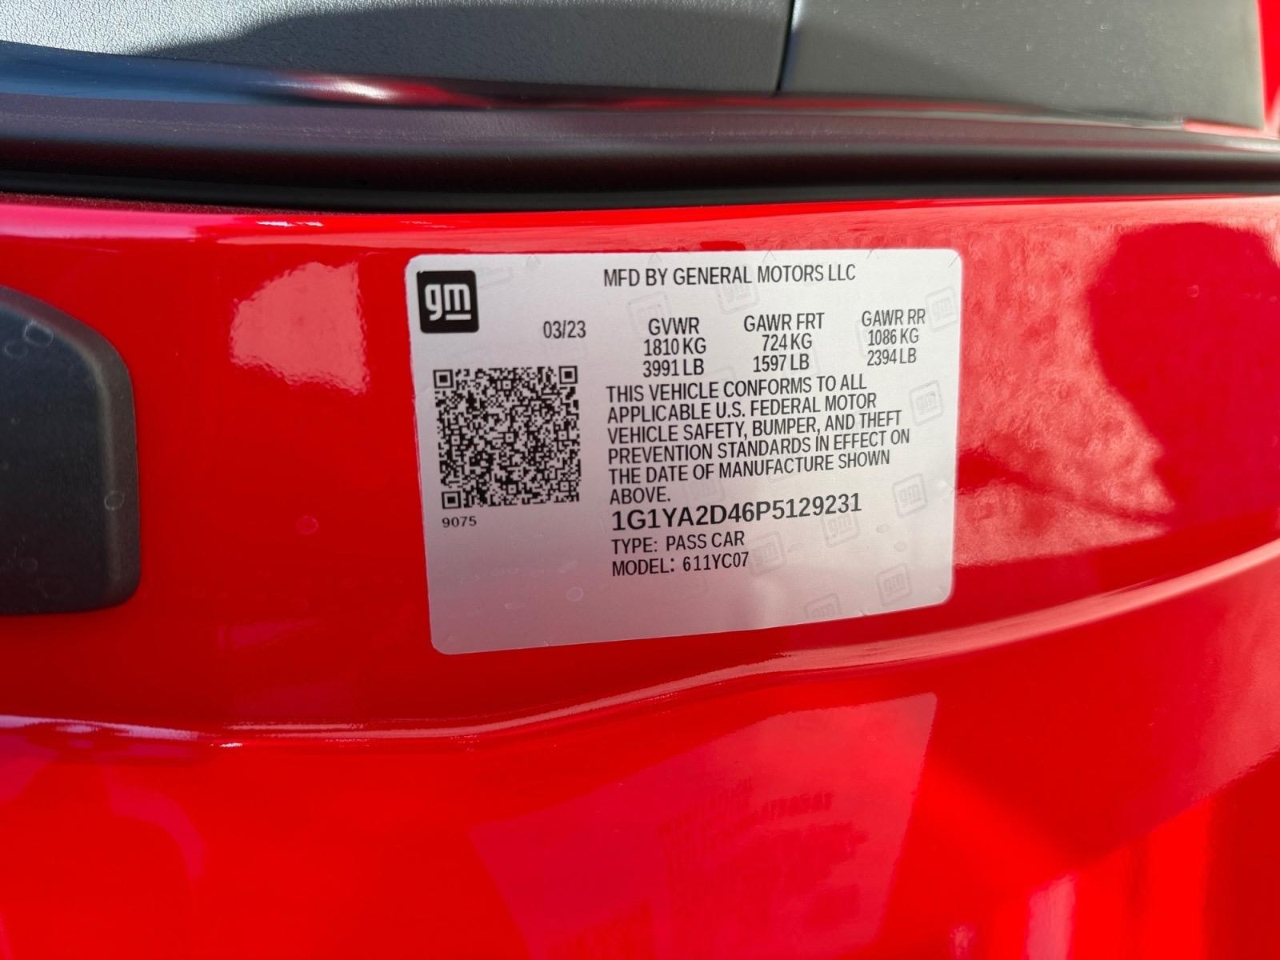 gm
MFD BY GENERAL MOTORS LLC
03/23
GVWR
1810 KG
3991 LB
GAWR FRT
724 KG
1597 LB
GAWR RR
1086 KG
2394 LB
THIS VEHICLE CONFORMS TO ALL
APPLICABLE U.S. FEDERAL MOTOR
VEHICLE SAFETY, BUMPER, AND THEFT
PREVENTION STANDARDS IN EFFECT ON
THE DATE OF MANUFACTURE SHOWN
ABOVE.
9075
1G1YA2D46P5129231
TYPE: PASS CAR
MODEL: 611YC07